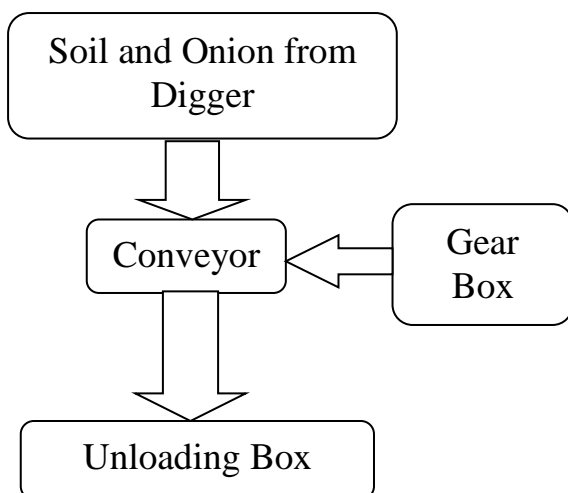 Soil and Onion from
Digger
Conveyor
Gear
Box
Unloading Box